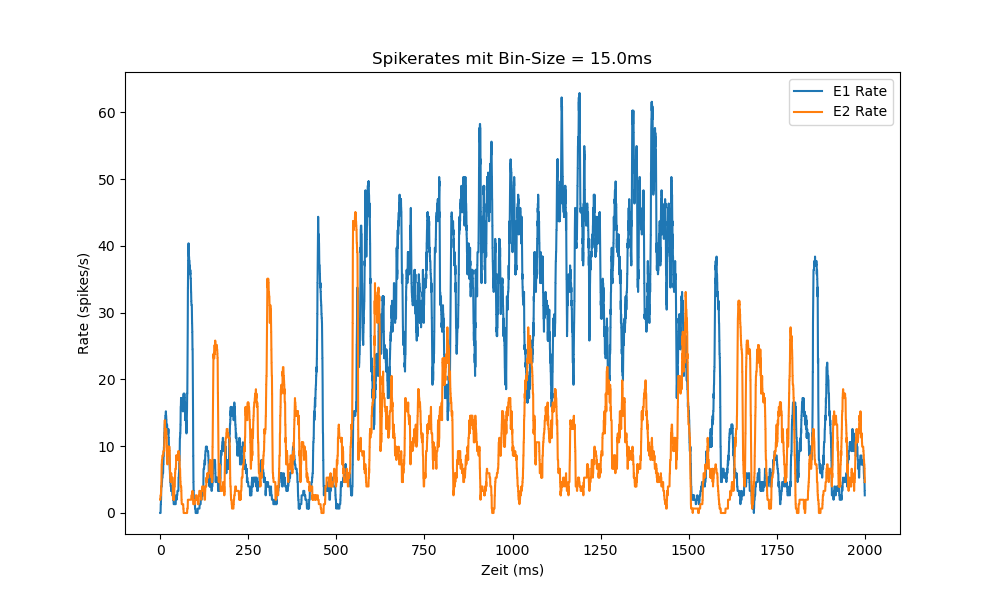 Spikerates mit Bin-Size = 15.0ms
E1 Rate
E2 Rate
60
50
40
30
20
10
0
Rate (spikes/s)
0 250 500 750 1000 1250 1500 1750 2000
Zeit (ms)